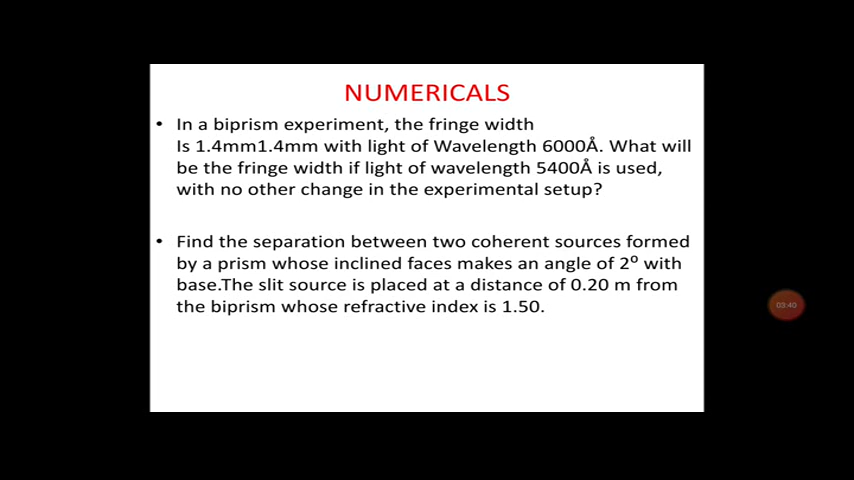 NUMERICALS
• In a biprism experiment, the fringe width
Is 1.4mm1.4mm with light of Wavelength 6000Å. What will
be the fringe width if light of wavelength 5400Å is used,
with no other change in the experimental setup?
• Find the separation between two coherent sources formed
by a prism whose inclined faces makes an angle of 2⁰ with
base.The slit source is placed at a distance of 0.20 m from
the biprism whose refractive index is 1.50.
03:40